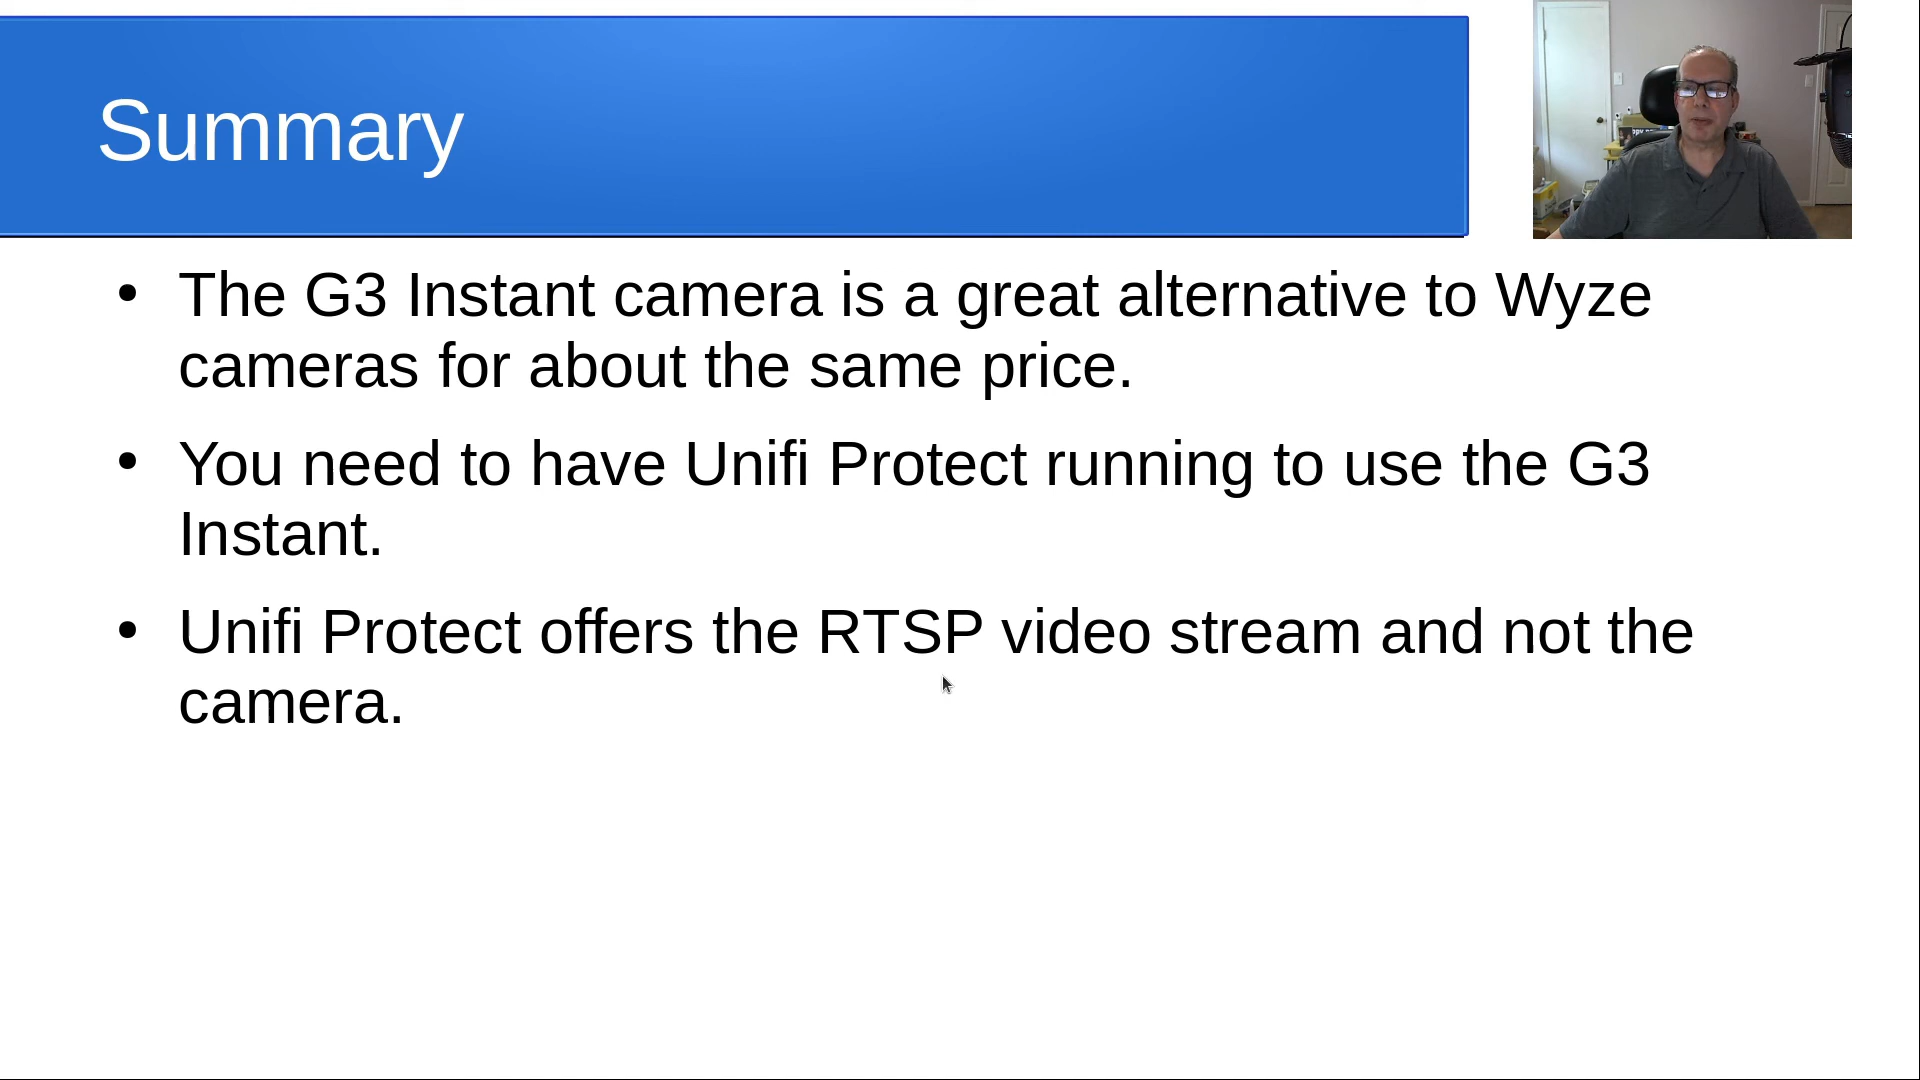 Summary
• The G3 Instant camera is a great alternative to Wyze
cameras for about the same price.
• You need to have Unifi Protect running to use the G3
Instant.
• Unifi Protect offers the RTSP video stream and not the
camera.